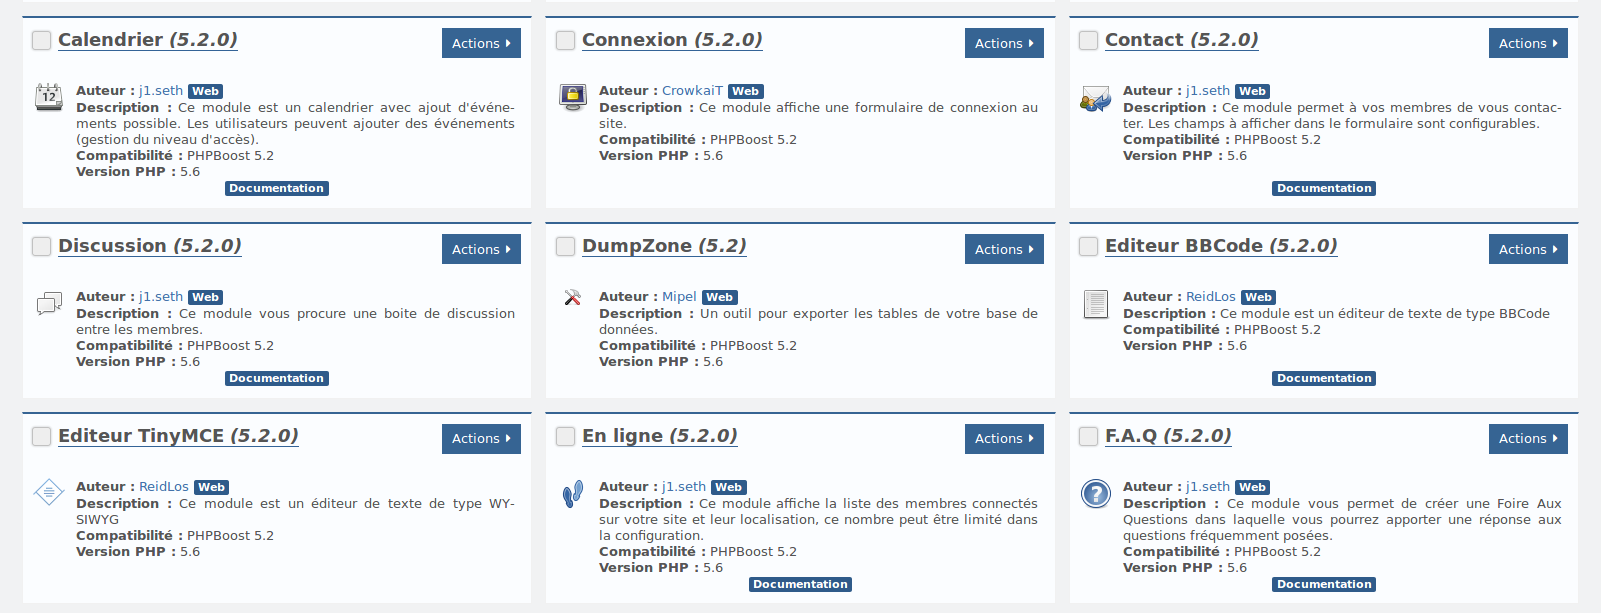 Calendrier (5.2.0)
Actions
12
Auteur : j1.seth Web
Description : Ce module est un calendrier avec ajout d'événe-
ments possible. Les utilisateurs peuvent ajouter des événements
(gestion du niveau d'accès).
Compatibilité : PHPBoost 5.2
Version PHP : 5.6
Documentation
Connexion (5.2.0)
Actions
Auteur : CrowkaiT Web
Description : Ce module affiche une formulaire de connexion au
site.
Compatibilité : PHPBoost 5.2
Version PHP : 5.6
Contact (5.2.0)
Actions
Auteur : j1.seth Web
Description : Ce module permet à vos membres de vous contac-
ter. Les champs à afficher dans le formulaire sont configurables.
Compatibilité : PHPBoost 5.2
Version PHP : 5.6
Documentation
Discussion (5.2.0)
Actions
Auteur : j1.seth Web
Description : Ce module vous procure une boite de discussion
entre les membres.
Compatibilité : PHPBoost 5.2
Version PHP : 5.6
Documentation
DumpZone (5.2)
Actions
Auteur : Mipel Web
Description : Un outil pour exporter les tables de votre base de
données.
Compatibilité : PHPBoost 5.2
Version PHP : 5.6
Editeur BBCode (5.2.0)
Actions
Auteur : ReidLos Web
Description : Ce module est un éditeur de texte de type BBCode
Compatibilité : PHPBoost 5.2
Version PHP : 5.6
Documentation
Editeur TinyMCE (5.2.0)
Actions
Auteur : ReidLos Web
Description : Ce module est un éditeur de texte de type WY-
SIWYG
Compatibilité : PHPBoost 5.2
Version PHP : 5.6
En ligne (5.2.0)
Actions
Auteur : j1.seth Web
Description : Ce module affiche la liste des membres connectés
sur votre site et leur localisation, ce nombre peut être limité dans
la configuration.
Compatibilité : PHPBoost 5.2
Version PHP : 5.6
Documentation
F.A.Q (5.2.0)
Actions
?
Auteur : j1.seth Web
Description : Ce module vous permet de créer une Foire Aux
Questions dans laquelle vous pourrez apporter une réponse aux
questions fréquemment posées.
Compatibilité : PHPBoost 5.2
Version PHP : 5.6
Documentation